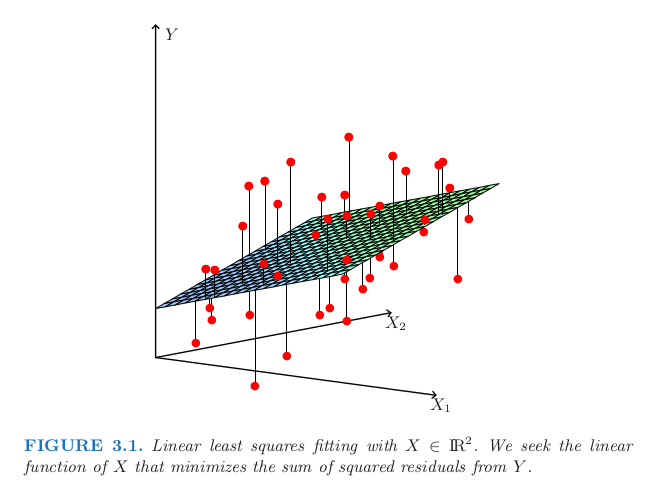 Y
X₂
X₁
FIGURE 3.1. Linear least squares fitting with X ∈ ℝ². We seek the linear
function of X that minimizes the sum of squared residuals from Y.